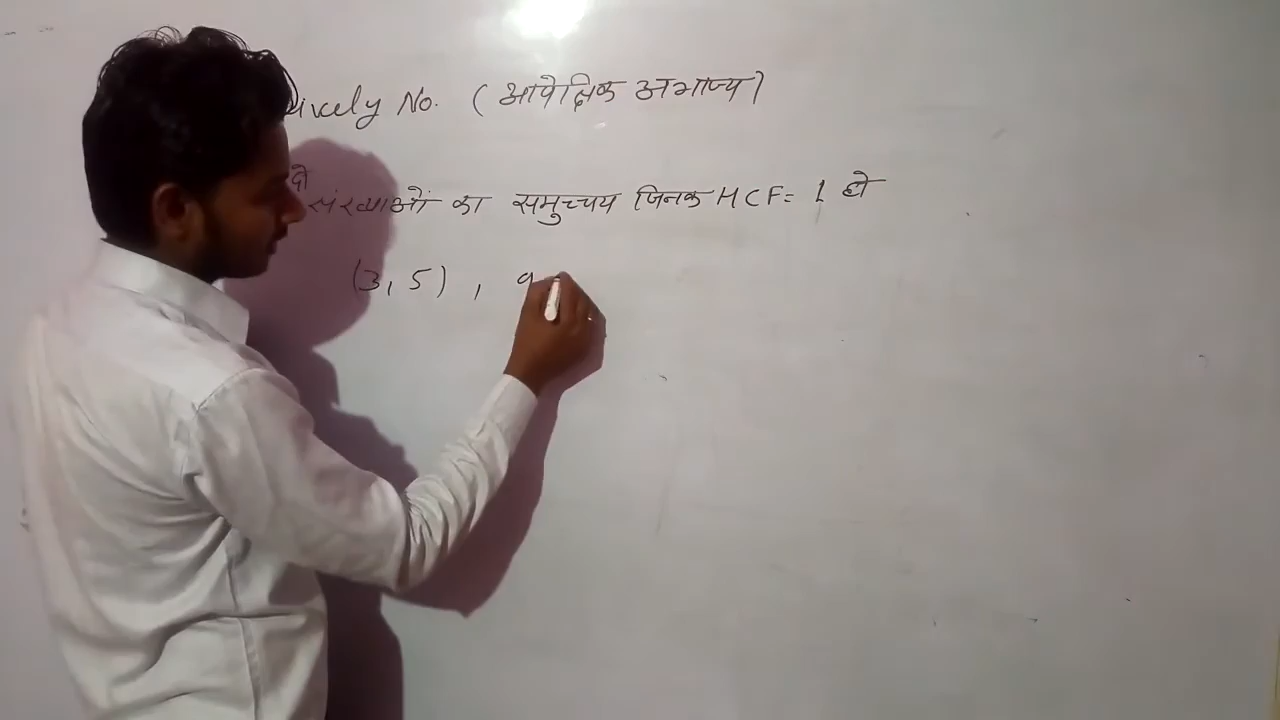 ively No. (आपेक्षिक अभाज्य)
दो
संख्याओं का समुच्चय जिनक HCF = 1 हो
(3, 5) , 9